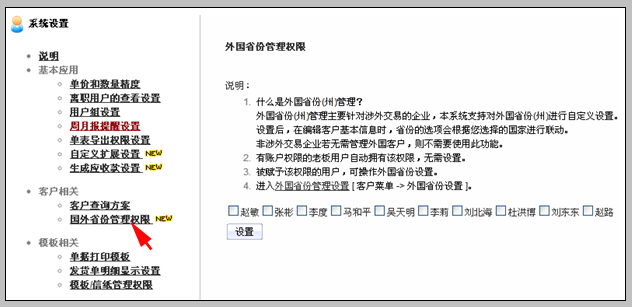 系统设置
说明
基本应用
单价和数量精度
离职用户的查看设置
用户组设置
周月报提醒设置
单表导出权限设置
自定义扩展设置 NEW
生成应收款设置 NEW
客户相关
客户查询方案
国外省份管理权限 NEW
模板相关
单据打印模板
发货单明细显示设置
模板/信纸管理权限
外国省份管理权限
说明：
1. 什么是外国省份(州)管理？
外国省份(州)管理主要针对涉外交易的企业，本系统支持对外国省份(州)进行自定义设置。
设置后，在编辑客户基本信息时，省份的选项会根据您选择的国家进行联动。
非涉外交易企业若无需管理外国客户，则不需要使用此功能。
2. 有账户权限的老板用户自动拥有该权限，无需设置。
3. 被赋予该权限的用户，可操作外国省份设置。
4. 进入外国省份管理设置 [ 客户菜单 -> 外国省份设置 ]。
赵敏 张彬 李度 马和平 吴天明 李莉 刘北海 杜洪博 刘东东 赵路
设置